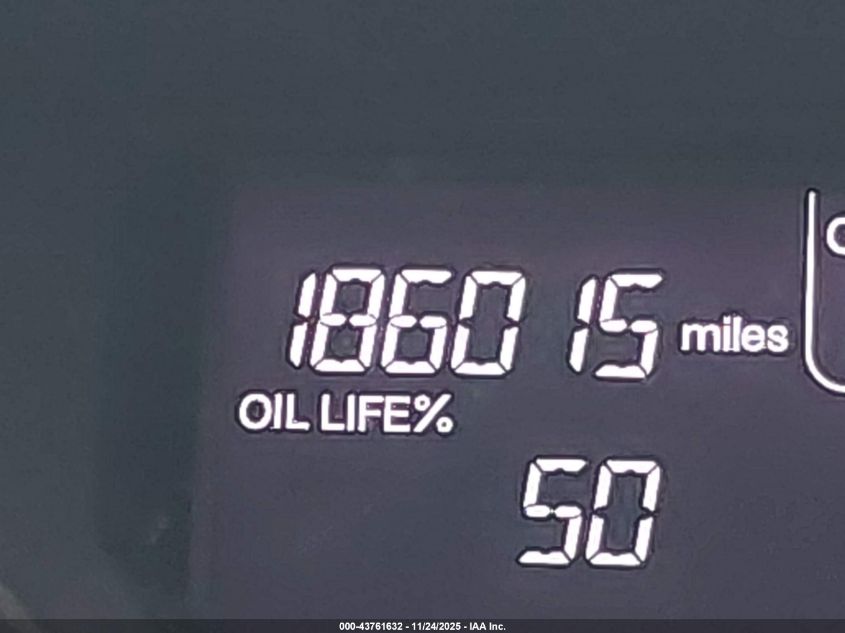 186015 miles
OIL LIFE%
50
000-43761632 - 11/24/2025 - IAA Inc.